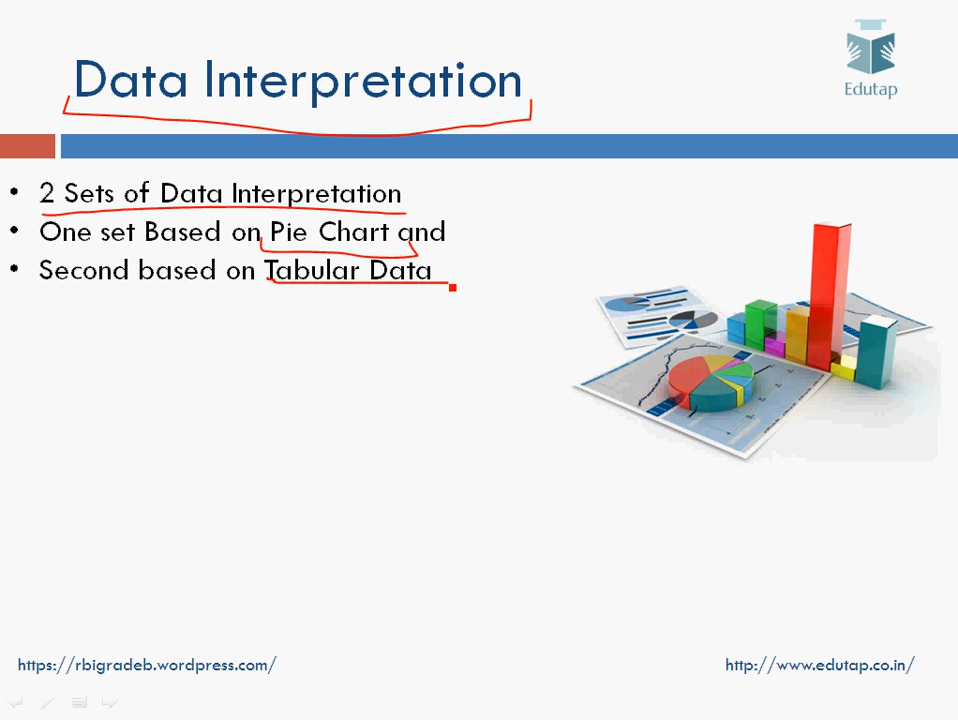 Data Interpretation
Edutap
• 2 Sets of Data Interpretation
• One set Based on Pie Chart and
• Second based on Tabular Data
https://rbigradeb.wordpress.com/
http://www.edutap.co.in/